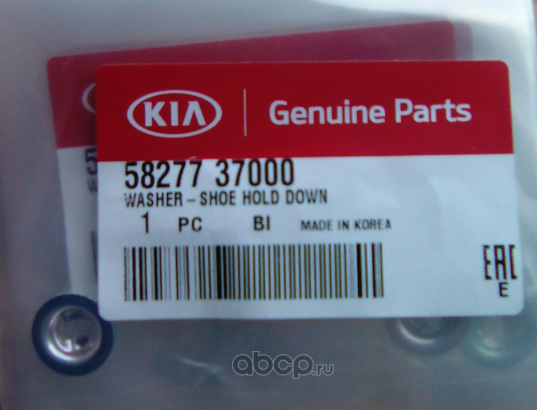 KIA Genuine Parts
58277 37000
WASHER - SHOE HOLD DOWN
1 PC BI MADE IN KOREA
EAC
E
abcp.ru